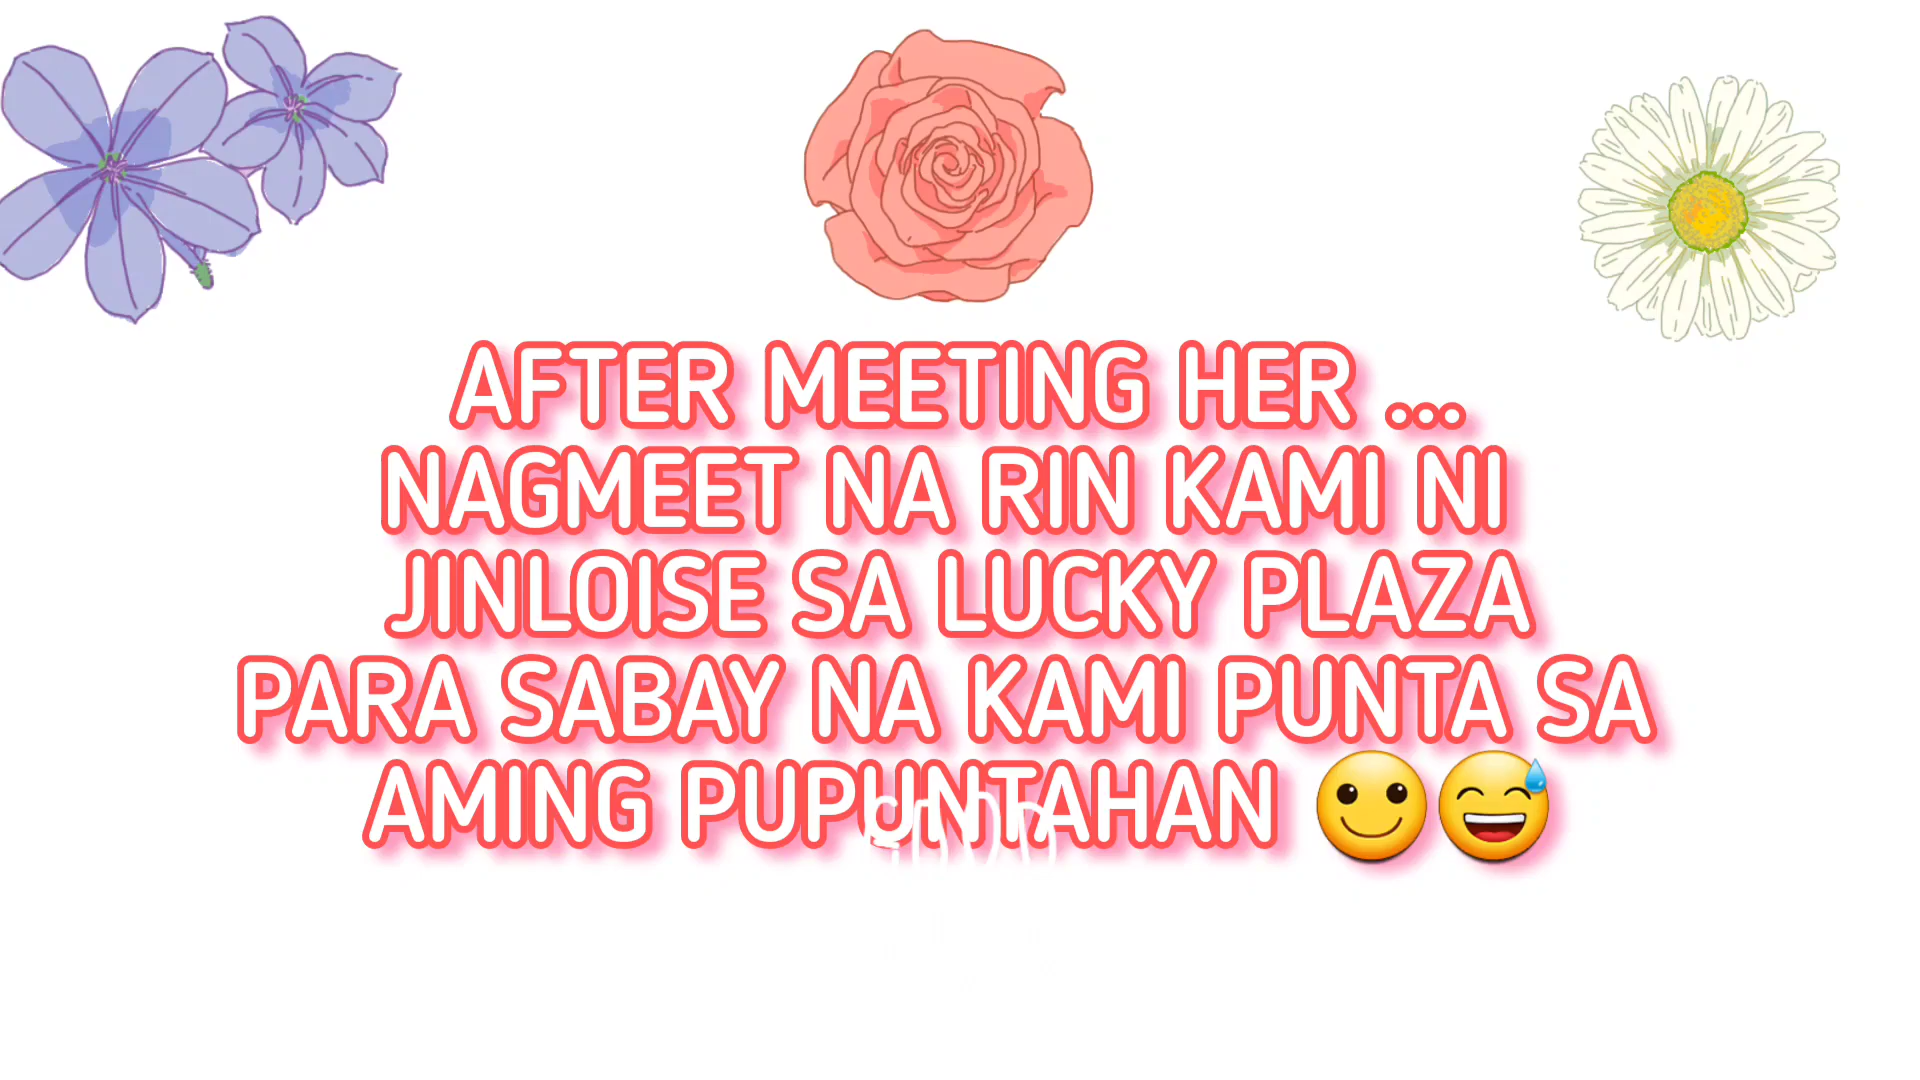 AFTER MEETING HER ...
NAGMEET NA RIN KAMI NI
JINLOISE SA LUCKY PLAZA
PARA SABAY NA KAMI PUNTA SA
AMING PUPUNTAHAN 🙂😅